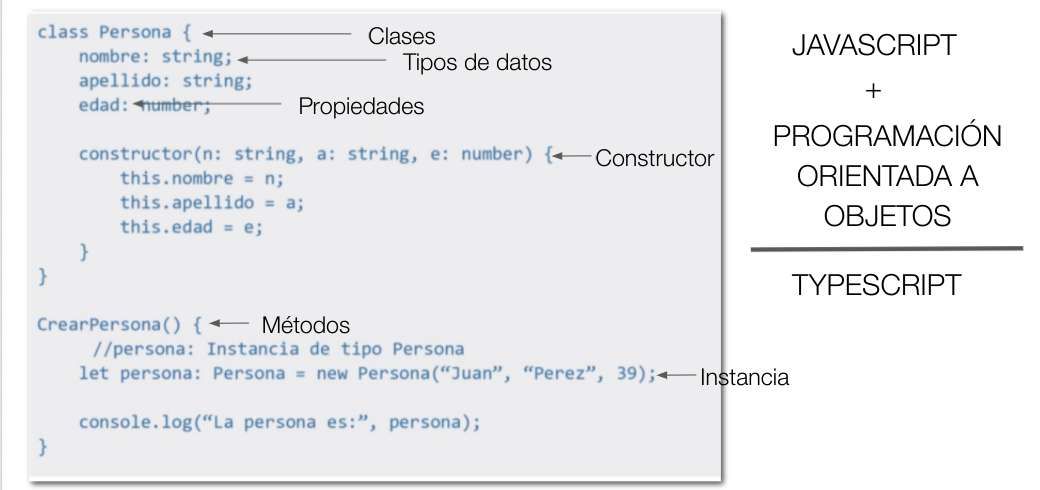 class Persona {
Clases
nombre: string;
Tipos de datos
apellido: string;
edad: number;
Propiedades
constructor(n: string, a: string, e: number) {
Constructor
this.nombre = n;
this.apellido = a;
this.edad = e;
}
}
CrearPersona() {
Métodos
//persona: Instancia de tipo Persona
let persona: Persona = new Persona(“Juan”, “Perez”, 39);
Instancia
console.log(“La persona es:”, persona);
}
JAVASCRIPT
+
PROGRAMACIÓN
ORIENTADA A
OBJETOS
TYPESCRIPT